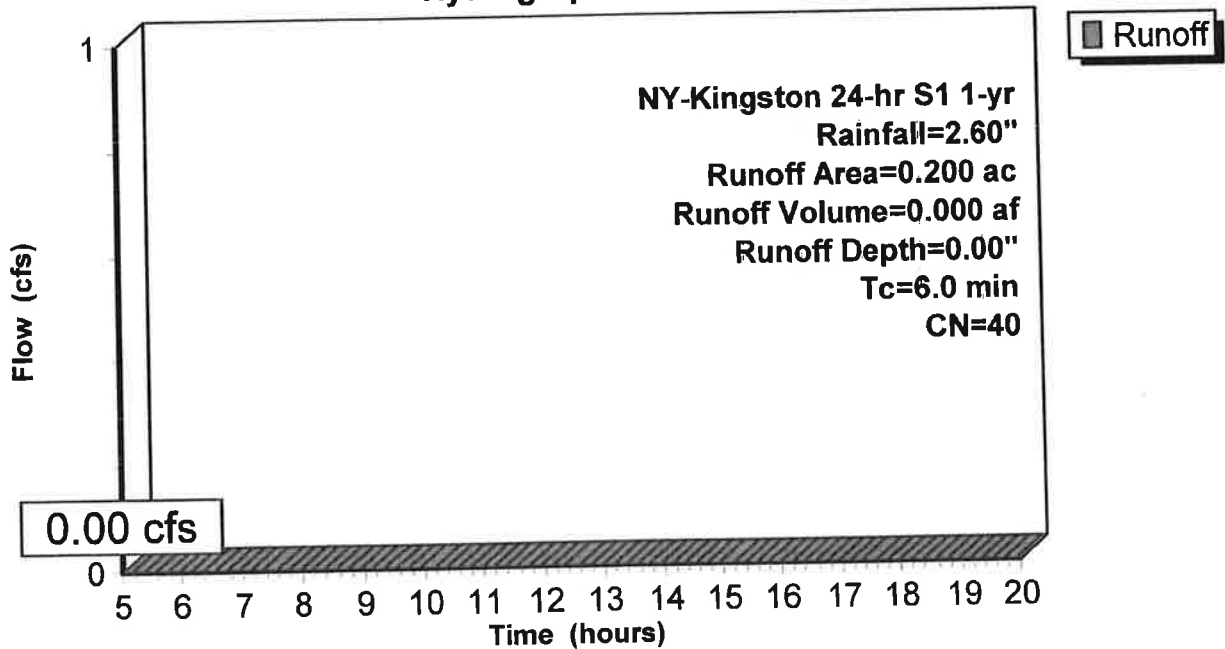 Runoff
1
NY-Kingston 24-hr S1 1-yr
Rainfall=2.60"
Runoff Area=0.200 ac
Runoff Volume=0.000 af
Runoff Depth=0.00"
Tc=6.0 min
CN=40
Flow (cfs)
0.00 cfs
0
5 6 7 8 9 10 11 12 13 14 15 16 17 18 19 20
Time (hours)